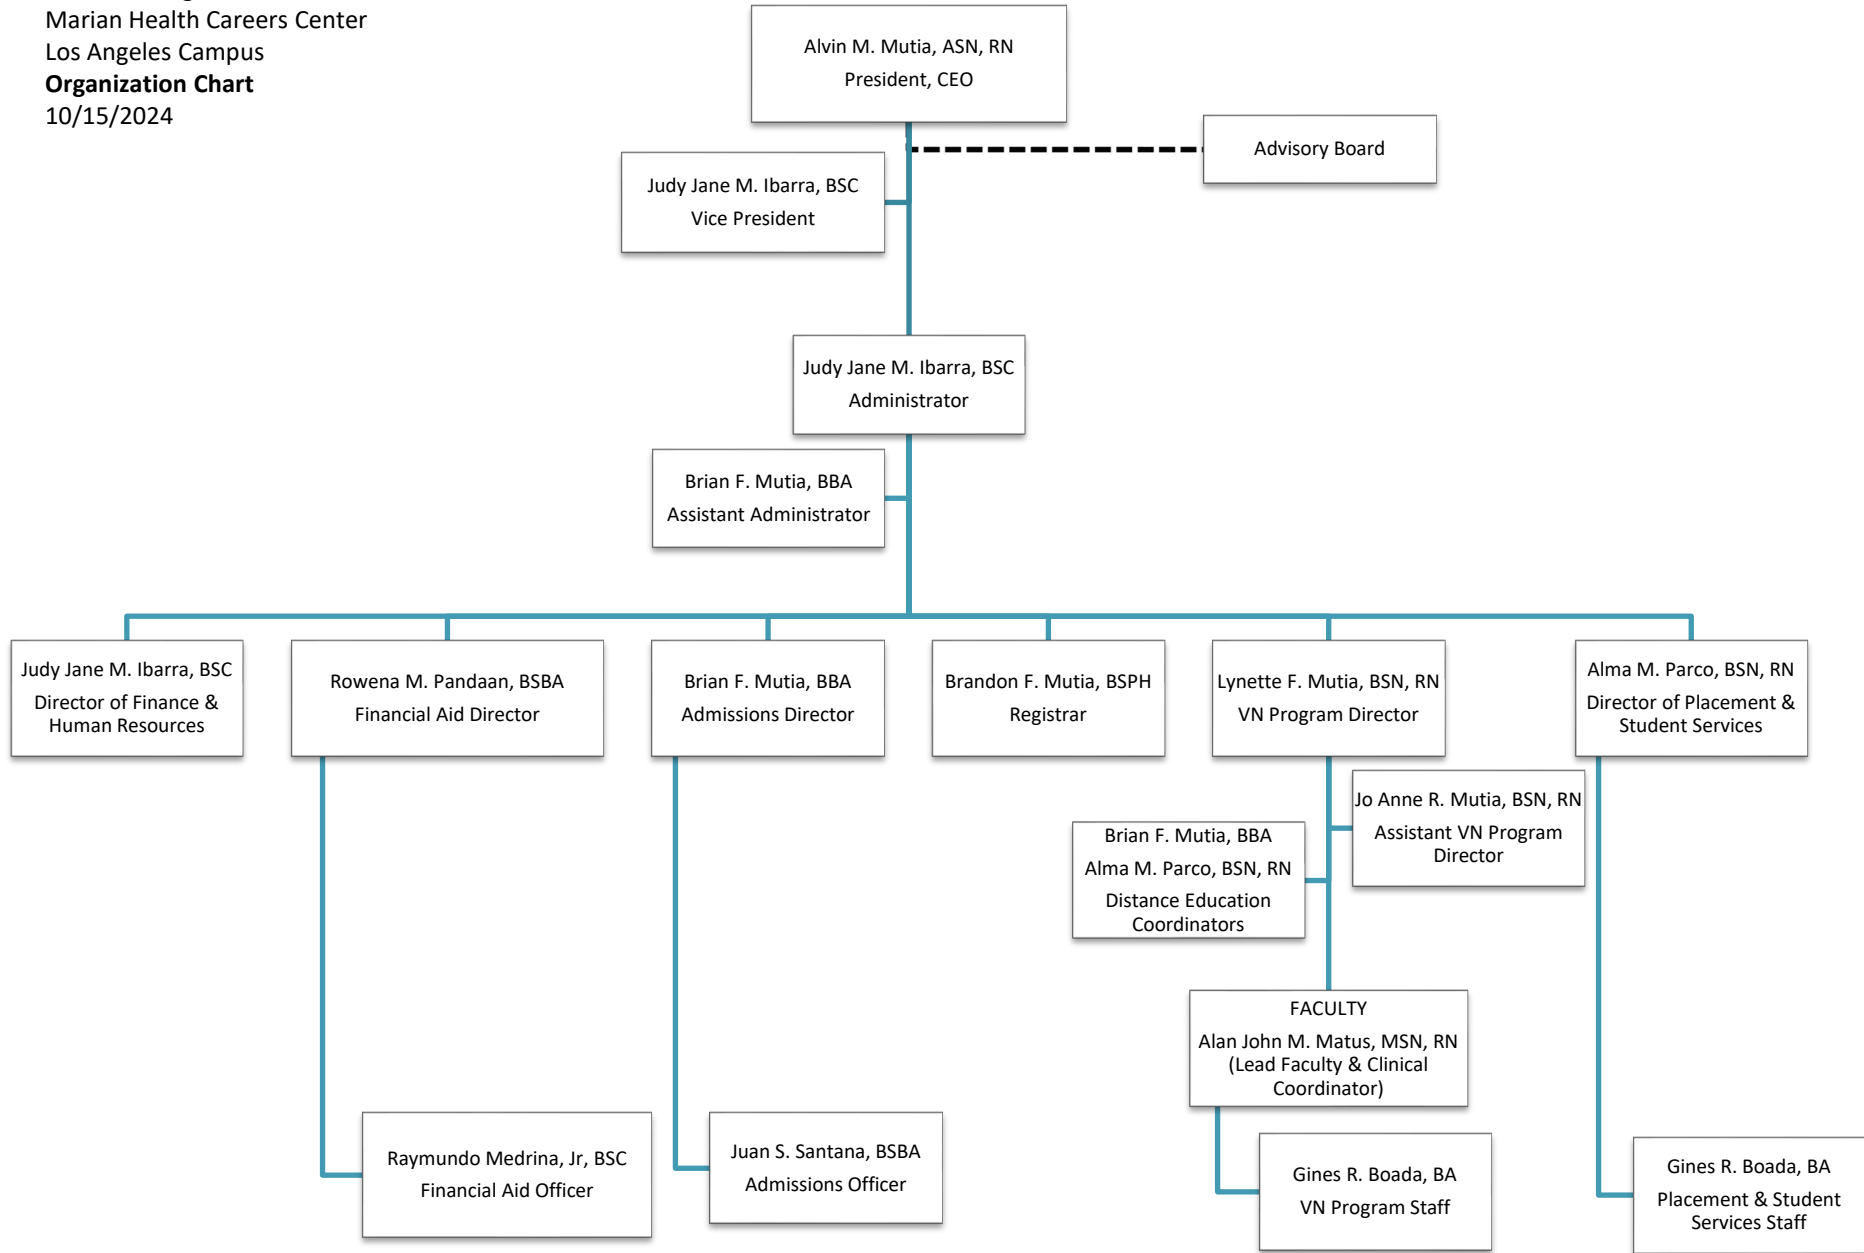 Marian Health Careers Center
Los Angeles Campus
Organization Chart
10/15/2024
Alvin M. Mutia, ASN, RN
President, CEO
Advisory Board
Judy Jane M. Ibarra, BSC
Vice President
Judy Jane M. Ibarra, BSC
Administrator
Brian F. Mutia, BBA
Assistant Administrator
Judy Jane M. Ibarra, BSC
Director of Finance &
Human Resources
Rowena M. Pandaan, BSBA
Financial Aid Director
Brian F. Mutia, BBA
Admissions Director
Brandon F. Mutia, BSPH
Registrar
Lynette F. Mutia, BSN, RN
VN Program Director
Alma M. Parco, BSN, RN
Director of Placement &
Student Services
Jo Anne R. Mutia, BSN, RN
Assistant VN Program
Director
Brian F. Mutia, BBA
Alma M. Parco, BSN, RN
Distance Education
Coordinators
FACULTY
Alan John M. Matus, MSN, RN
(Lead Faculty & Clinical
Coordinator)
Raymundo Medrina, Jr, BSC
Financial Aid Officer
Juan S. Santana, BSBA
Admissions Officer
Gines R. Boada, BA
VN Program Staff
Gines R. Boada, BA
Placement & Student
Services Staff